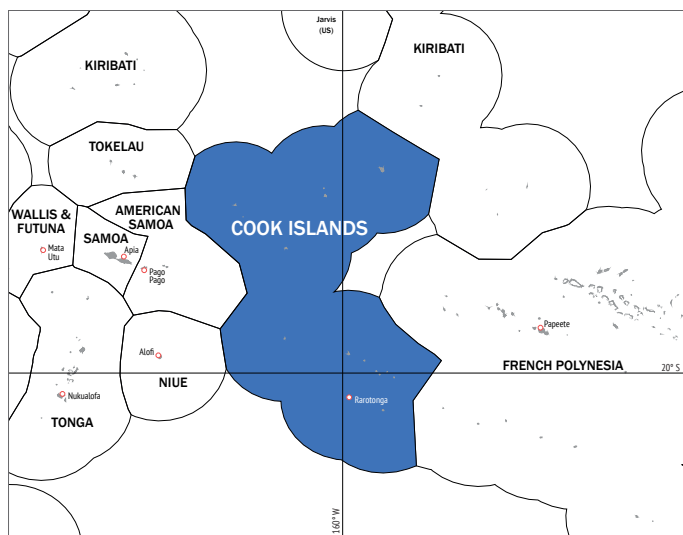 Jarvis
(US)
KIRIBATI
KIRIBATI
TOKELAU
WALLIS &
FUTUNA
AMERICAN
SAMOA
COOK ISLANDS
SAMOA
Mata
Utu
Apia
Pago
Pago
Papeete
Alofi
FRENCH POLYNESIA
20° S
NIUE
Nukualofa
Rarotonga
TONGA
160° W